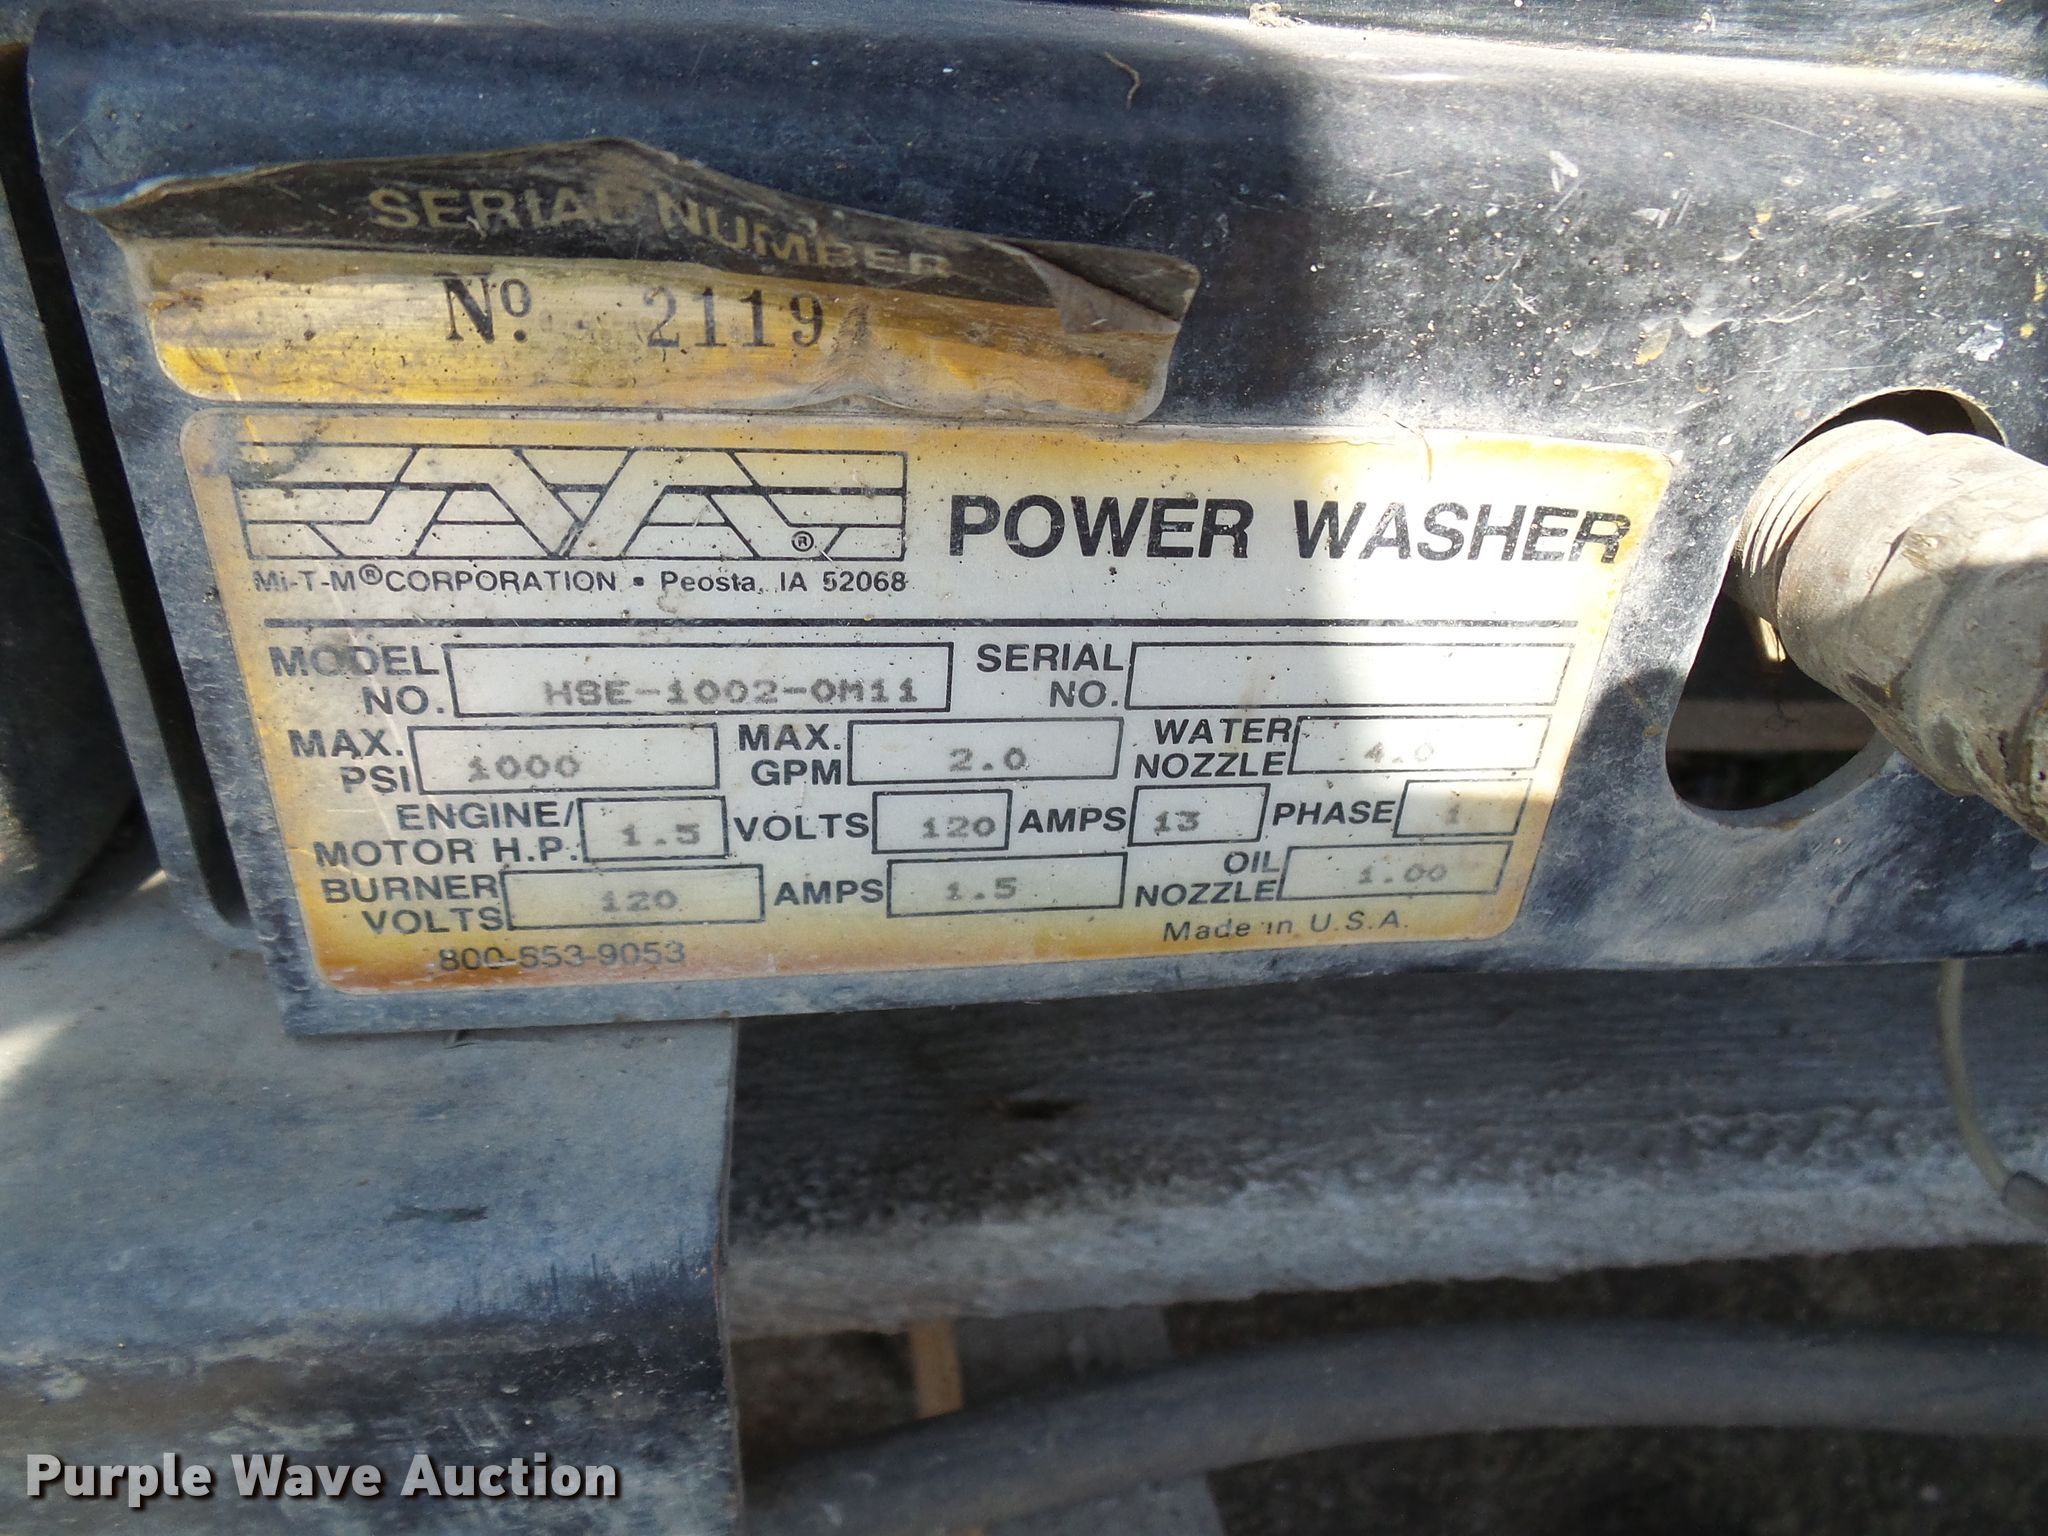 SERIAL NUMBER
No. 2119
Mi-T-M® CORPORATION • Peosta, IA 52068
POWER WASHER
MODEL NO. HSE-1002-0M11 SERIAL NO.
MAX. PSI 1000 MAX. GPM 2.0 WATER NOZZLE 4.0
ENGINE/ MOTOR H.P. 1.5 VOLTS 120 AMPS 13 PHASE 1
BURNER VOLTS 120 AMPS 1.5 OIL NOZZLE 1.00
800-553-9053 Made in U.S.A.
Purple Wave Auction